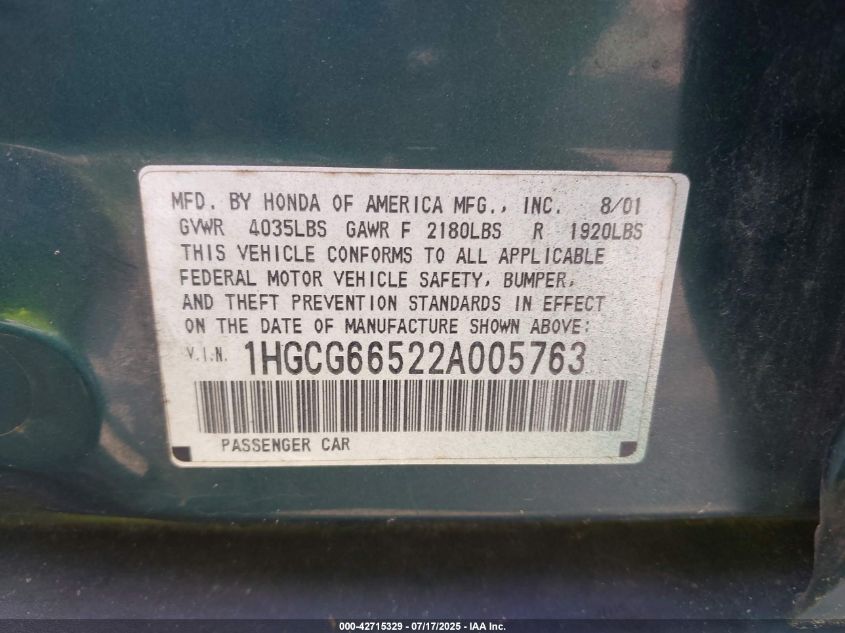 MFD. BY HONDA OF AMERICA MFG., INC. 8/01
GVWR 4035LBS GAWR F 2180LBS R 1920LBS
THIS VEHICLE CONFORMS TO ALL APPLICABLE
FEDERAL MOTOR VEHICLE SAFETY, BUMPER,
AND THEFT PREVENTION STANDARDS IN EFFECT
ON THE DATE OF MANUFACTURE SHOWN ABOVE:
V.I.N. 1HGCG66522A005763
PASSENGER CAR
000-42715329 - 07/17/2025 - IAA Inc.